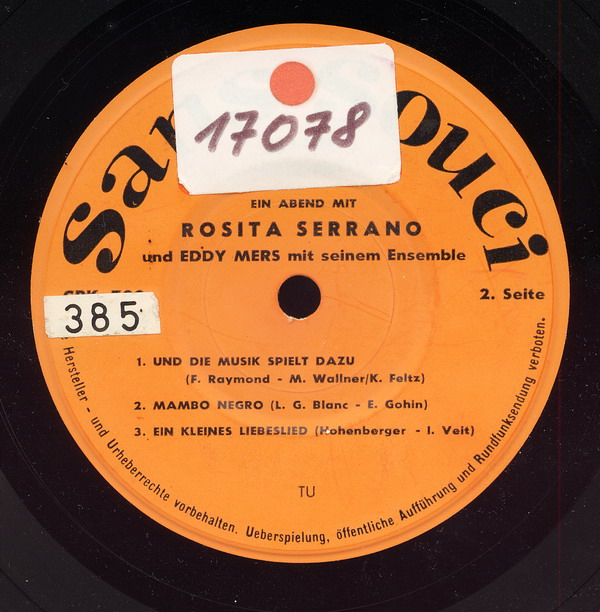 San ouci
17078
EIN ABEND MIT
ROSITA SERRANO
und EDDY MERS mit seinem Ensemble
385
2. Seite
1. UND DIE MUSIK SPIELT DAZU
(F. Raymond - M. Wallner/K. Feltz)
2. MAMBO NEGRO (L. G. Blanc - E. Gohin)
3. EIN KLEINES LIEBESLIED (Hohenberger - I. Veit)
TU
Hersteller - und Urheberrechte vorbehalten. Ueberspielung, öffentliche Aufführung und Rundfunksendung verboten.